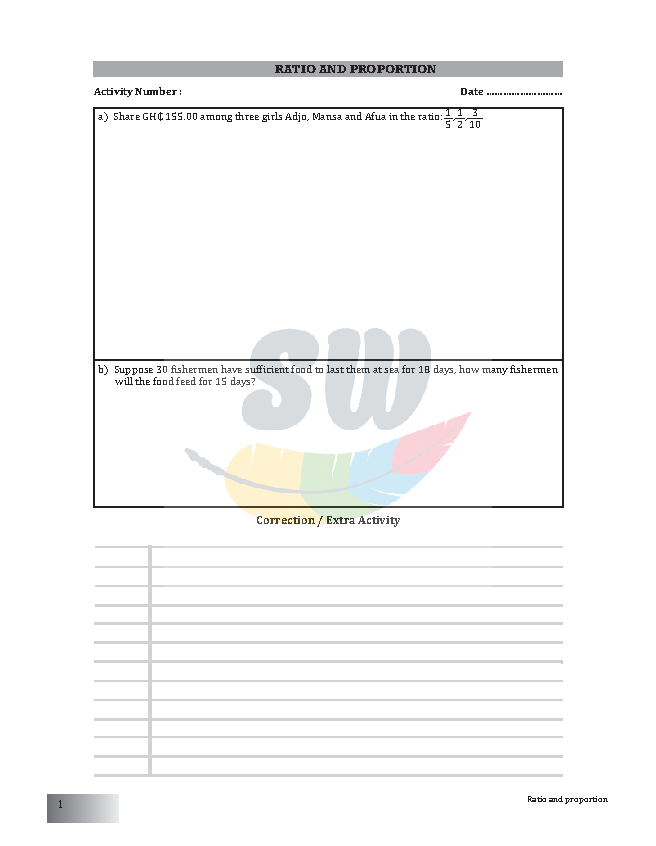 RATIO AND PROPORTION
Activity Number :
Date ............................
a) Share GH₵ 155.00 among three girls Adjo, Mansa and Afua in the ratio: 1/5, 1/2, 3/10
SW
b) Suppose 30 fishermen have sufficient food to last them at sea for 18 days, how many fishermen
will the food feed for 15 days?
Correction / Extra Activity
1
Ratio and proportion